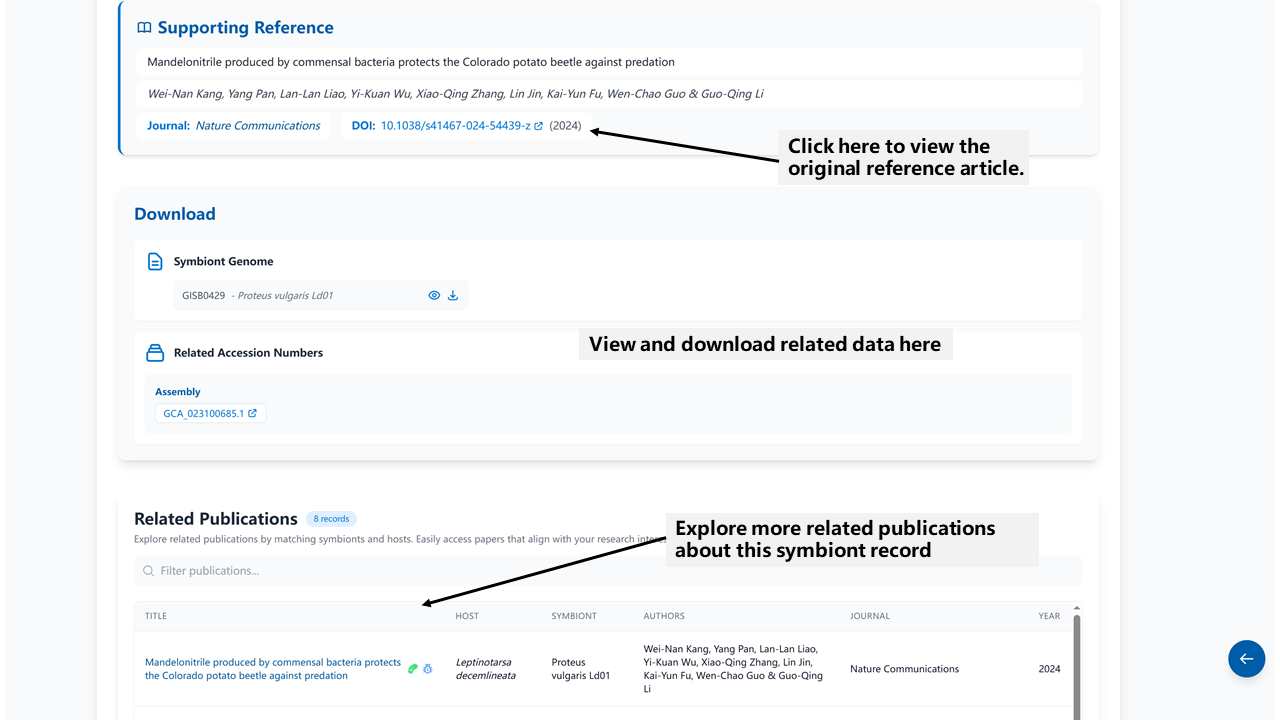 Supporting Reference
Mandelonitrile produced by commensal bacteria protects the Colorado potato beetle against predation
Wei-Nan Kang, Yang Pan, Lan-Lan Liao, Yi-Kuan Wu, Xiao-Qing Zhang, Lin Jin, Kai-Yun Fu, Wen-Chao Guo & Guo-Qing Li
Journal: Nature Communications DOI: 10.1038/s41467-024-54439-z (2024)
Click here to view the
original reference article.
Download
Symbiont Genome
GISB0429 - Proteus vulgaris Ld01
View and download related data here
Related Accession Numbers
Assembly
GCA_023100685.1
Related Publications 8 records
Explore more related publications
about this symbiont record
Explore related publications by matching symbionts and hosts. Easily access papers that align with your research
Filter publications...
TITLE HOST SYMBIONT AUTHORS JOURNAL YEAR
Mandelonitrile produced by commensal bacteria protects
the Colorado potato beetle against predation
Leptinotarsa
decemlineata
Proteus
vulgaris Ld01
Wei-Nan Kang, Yang Pan, Lan-Lan Liao,
Yi-Kuan Wu, Xiao-Qing Zhang, Lin Jin,
Kai-Yun Fu, Wen-Chao Guo & Guo-Qing
Li
Nature Communications
2024